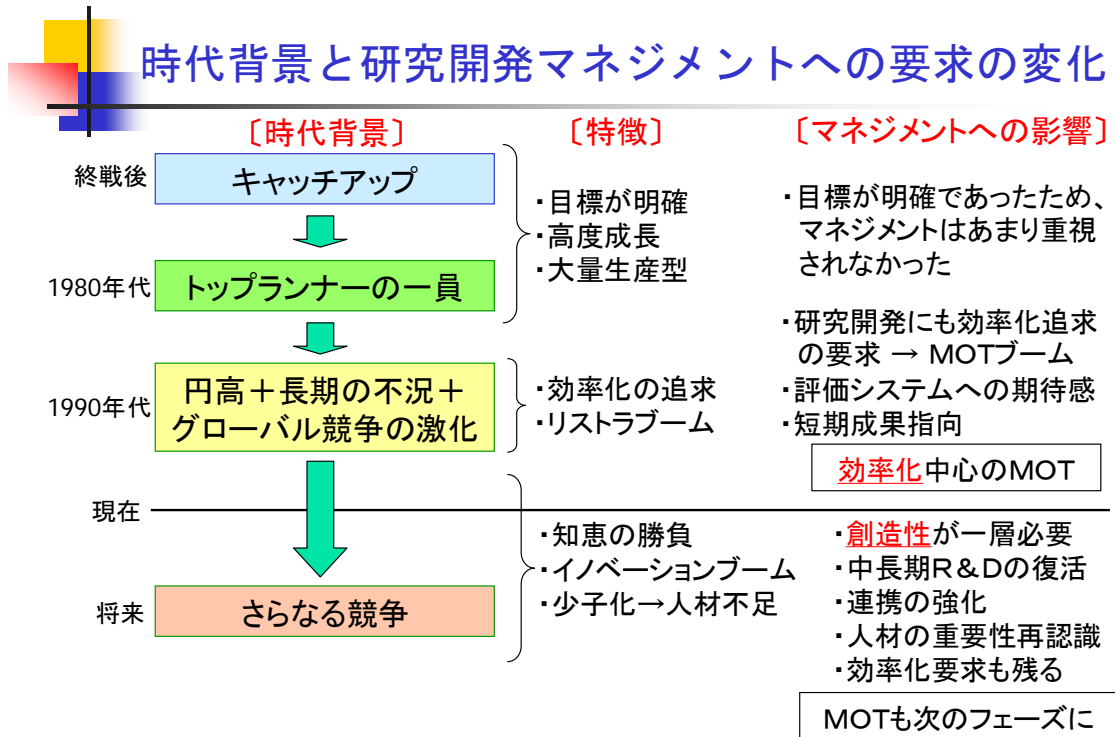 時代背景と研究開発マネジメントへの要求の変化
〔時代背景〕
〔特徴〕
〔マネジメントへの影響〕
終戦後
キャッチアップ
・目標が明確
・高度成長
・大量生産型
・目標が明確であったため、
マネジメントはあまり重視
されなかった
1980年代
トップランナーの一員
1990年代
円高＋長期の不況＋
グローバル競争の激化
・効率化の追求
・リストラブーム
・研究開発にも効率化追求
の要求 → ＭＯＴブーム
・評価システムへの期待感
・短期成果指向
効率化中心のＭＯＴ
現在
将来
さらなる競争
・知恵の勝負
・イノベーションブーム
・少子化→人材不足
・創造性が一層必要
・中長期Ｒ＆Ｄの復活
・連携の強化
・人材の重要性再認識
・効率化要求も残る
ＭＯＴも次のフェーズに